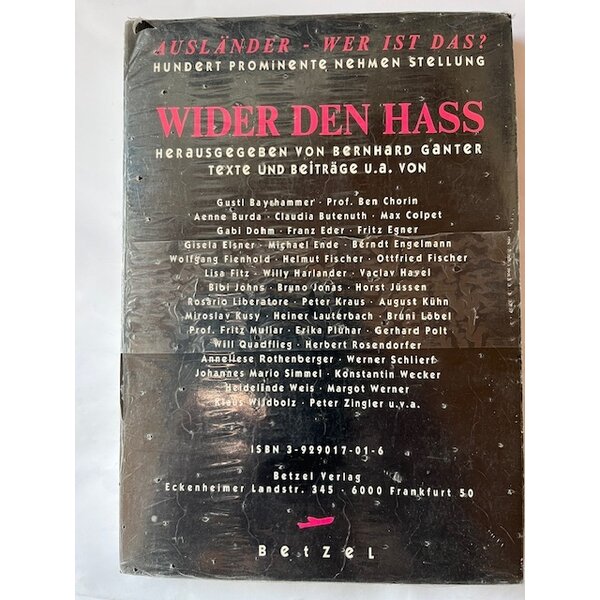 AUSLÄNDER - WER IST DAS?
HUNDERT PROMINENTE NEHMEN STELLUNG
WIDER DEN HASS
HERAUSGEGEBEN VON BERNHARD GANTER
TEXTE UND BEITRÄGE U.A. VON
Gustl Bayrhammer · Prof. Ben Chorin
Aenne Burda · Claudia Butenuth · Max Colpet
Gabi Dohm · Franz Eder · Fritz Egner
Gisela Elsner · Michael Ende · Berndt Engelmann
Wolfgang Fienhold · Helmut Fischer · Ottfried Fischer
Lisa Fitz · Willy Harlander · Vaclav Havel
Bibi Johns · Bruno Jonas · Horst Jüssen
Rosario Liberatore · Peter Kraus · August Kühn
Miroslav Kusy · Heiner Lauterbach · Bruni Löbel
Prof. Fritz Muliar · Erika Pluhar · Gerhard Polt
Will Quadflieg · Herbert Rosendorfer
Anneliese Rothenberger · Werner Schlierf
Johannes Mario Simmel · Konstantin Wecker
Heidelinde Weis · Margot Werner
Klaus Wildbolz · Peter Zingler u.v.a.
ISBN 3-929017-01-6
Betzel Verlag
Eckenheimer Landstr. 345 · 6000 Frankfurt 50
Betzel